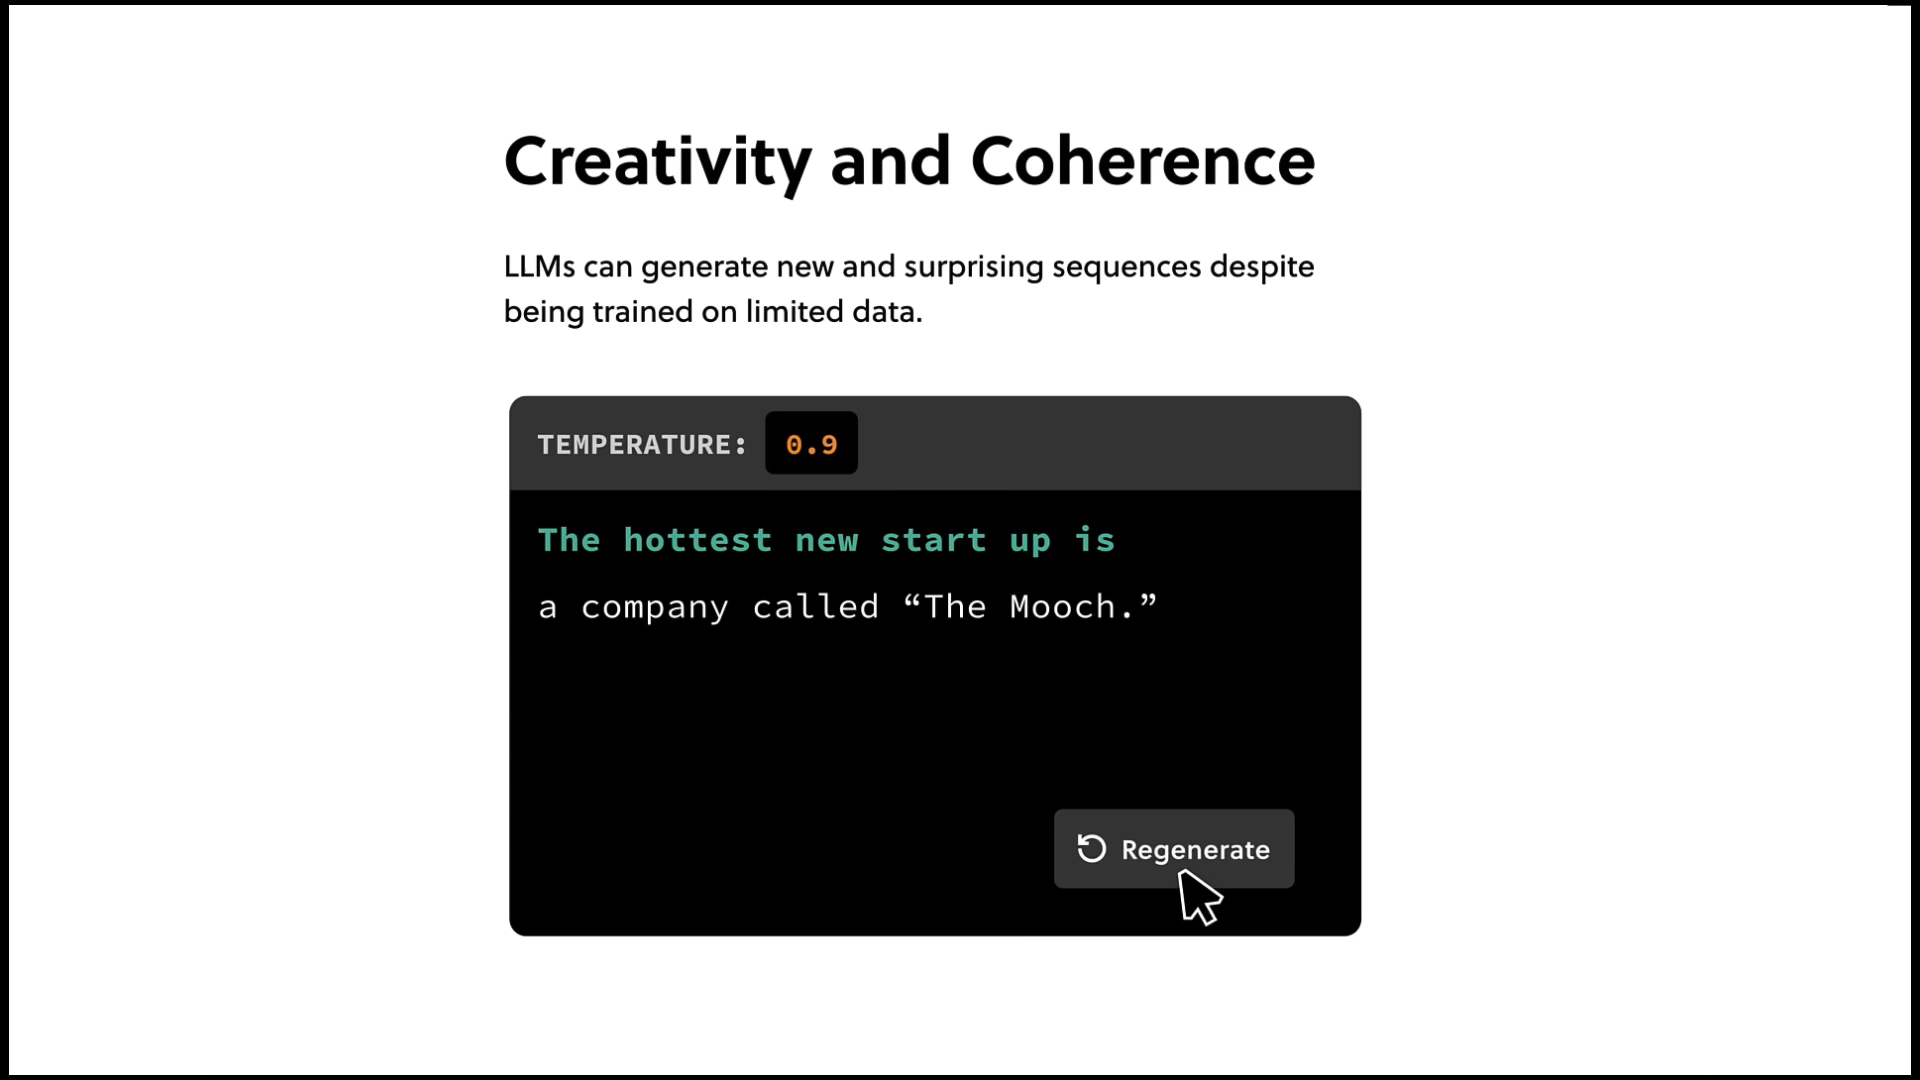 Creativity and Coherence
LLMs can generate new and surprising sequences despite
being trained on limited data.
TEMPERATURE: 0.9
The hottest new start up is
a company called “The Mooch.”
Regenerate